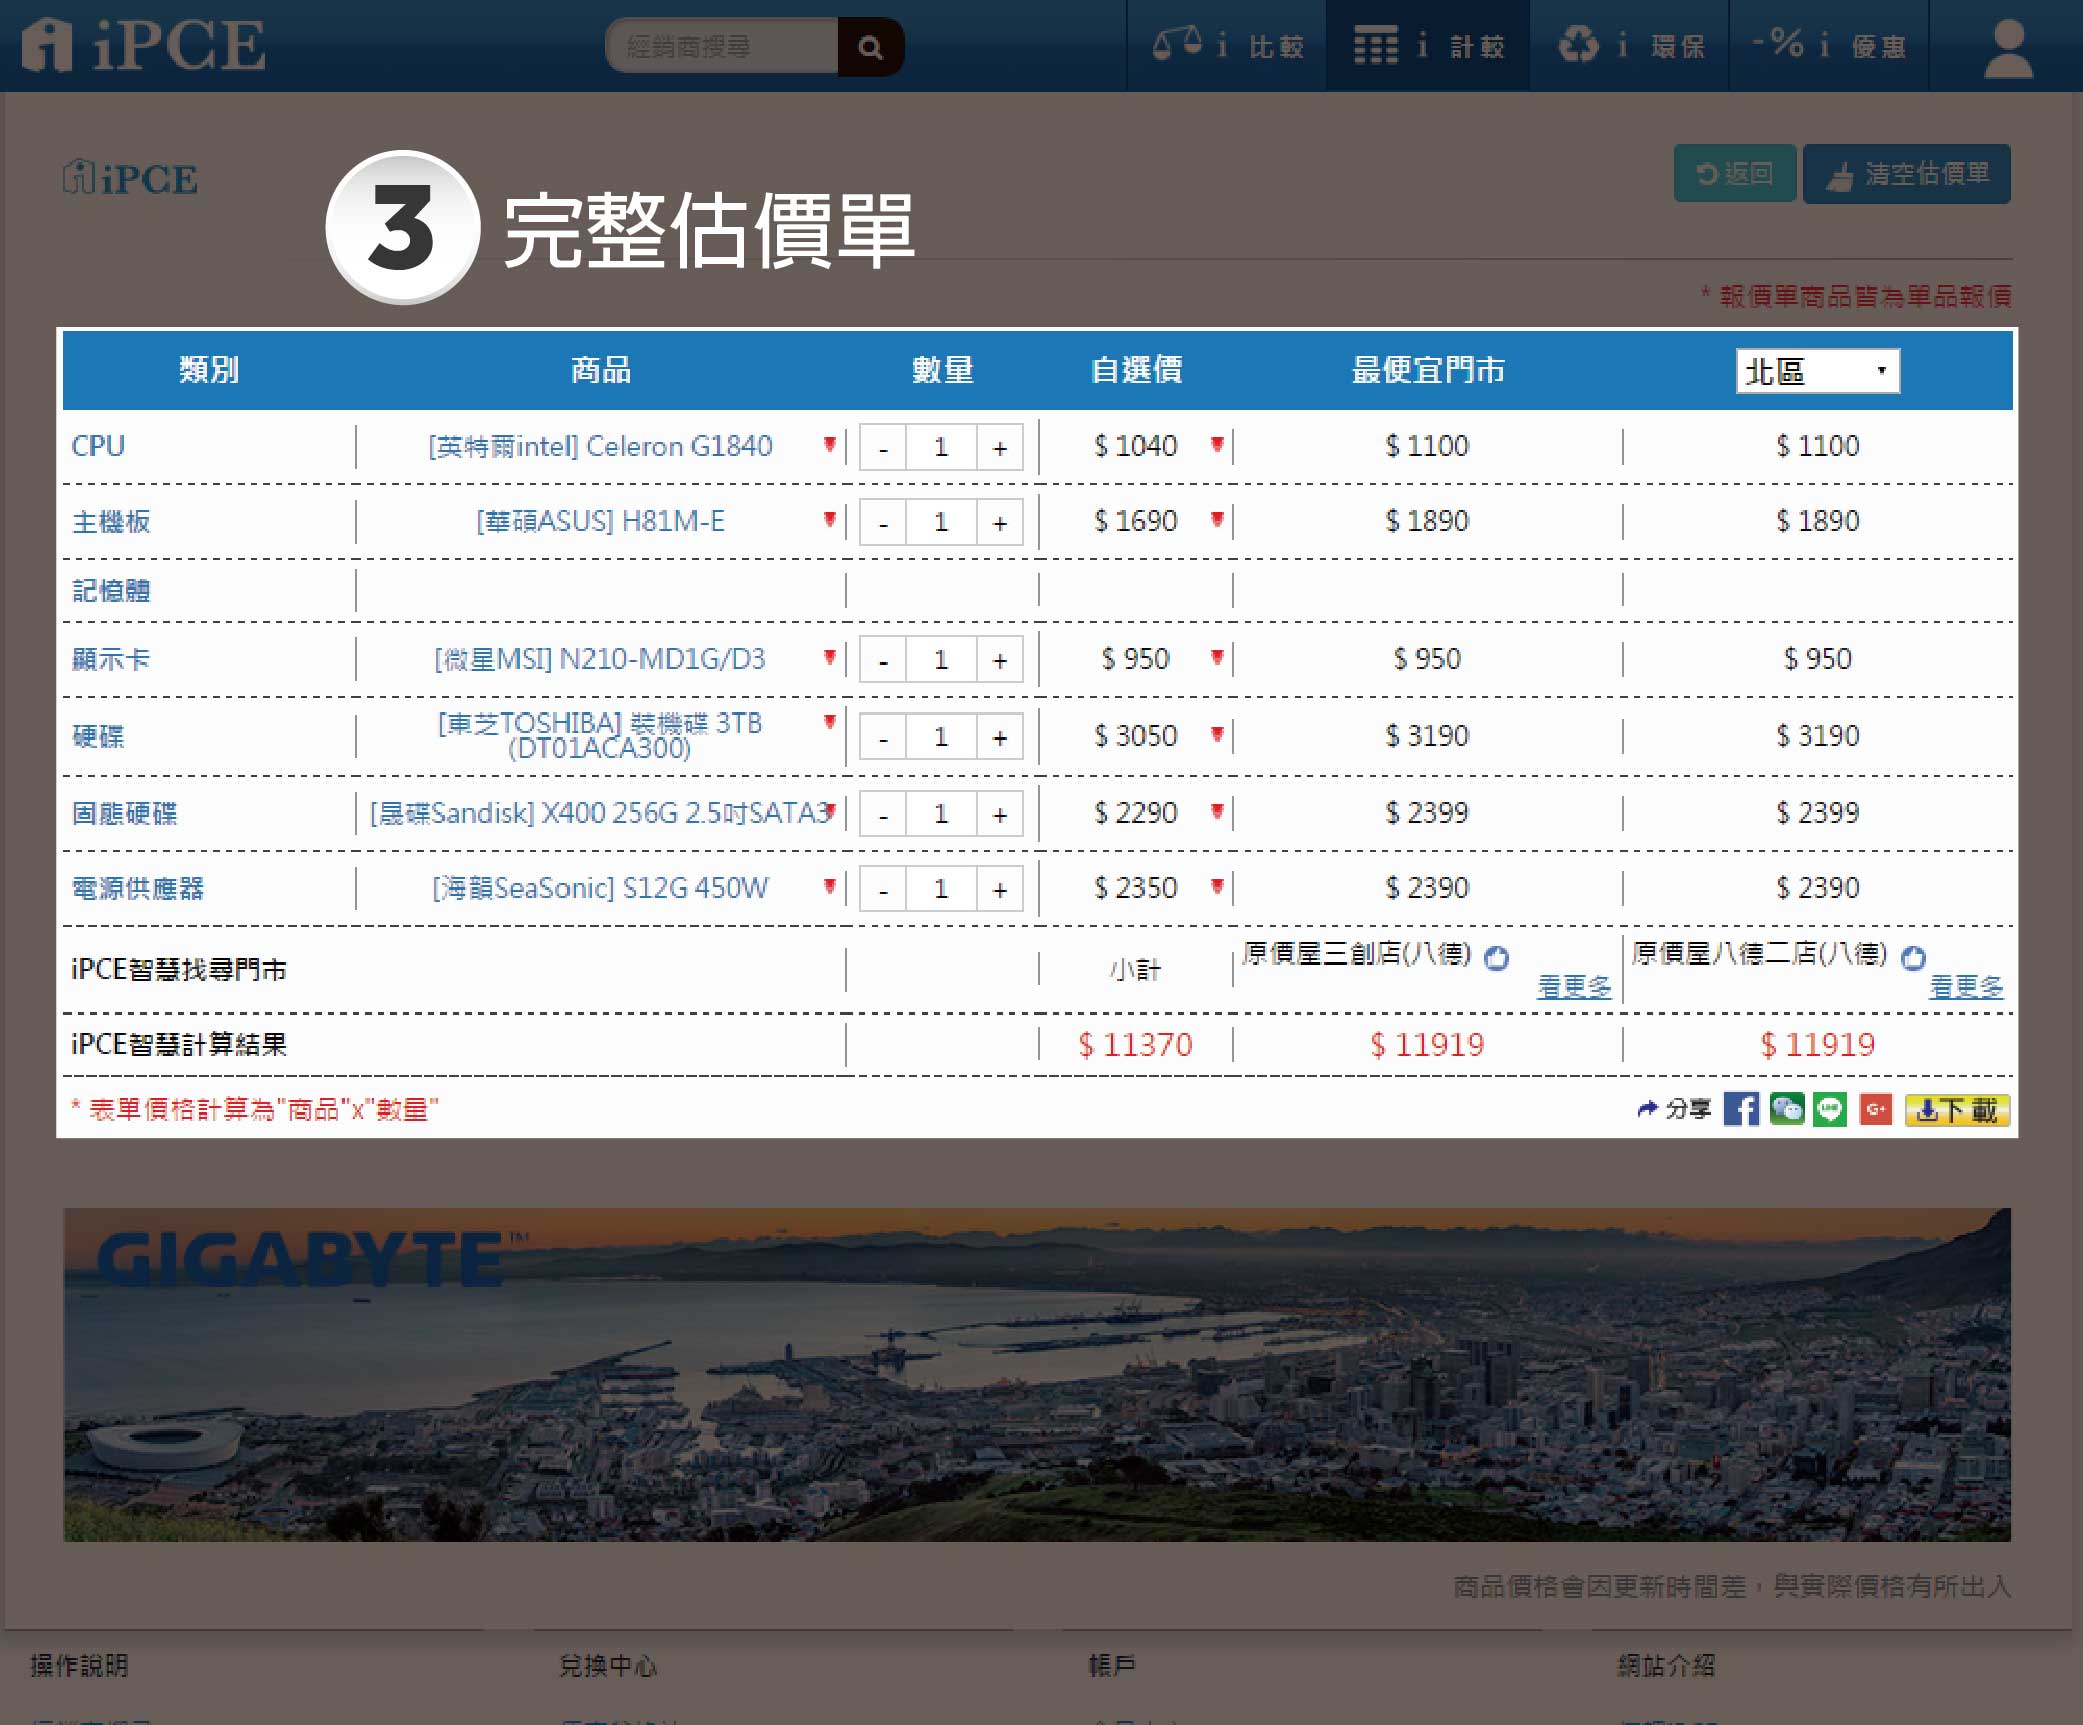 iPCE
經銷商搜尋
i 比較
i 計較
i 環保
-% i 優惠
iPCE
3 完整估價單
返回
清空估價單
* 報價單商品皆為單品報價
類別 商品 數量 自選價 最便宜門市 北區
CPU [英特爾intel] Celeron G1840 - 1 + $ 1040 $ 1100 $ 1100
主機板 [華碩ASUS] H81M-E - 1 + $ 1690 $ 1890 $ 1890
記憶體
顯示卡 [微星MSI] N210-MD1G/D3 - 1 + $ 950 $ 950 $ 950
硬碟 [東芝TOSHIBA] 裝機碟 3TB
(DT01ACA300) - 1 + $ 3050 $ 3190 $ 3190
固態硬碟 [晟碟Sandisk] X400 256G 2.5吋SATA3 - 1 + $ 2290 $ 2399 $ 2399
電源供應器 [海韻SeaSonic] S12G 450W - 1 + $ 2350 $ 2390 $ 2390
iPCE智慧找尋門市 小計 原價屋三創店(八德) 看更多 原價屋八德二店(八德) 看更多
iPCE智慧計算結果 $ 11370 $ 11919 $ 11919
* 表單價格計算為"商品"x"數量"
分享 f LINE G+ 下載
GIGABYTE™
商品價格會因更新時間差，與實際價格有所出入
操作說明 兌換中心 帳戶 網站介紹